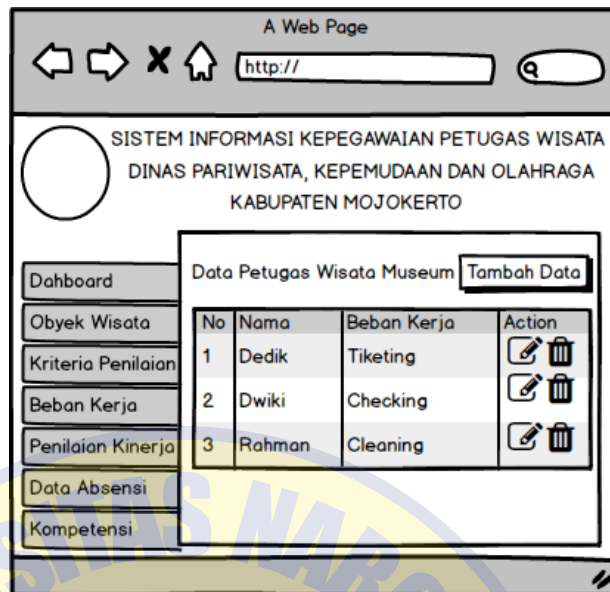 A Web Page
http://
SISTEM INFORMASI KEPEGAWAIAN PETUGAS WISATA
DINAS PARIWISATA, KEPEMUDAAN DAN OLAHRAGA
KABUPATEN MOJOKERTO
Dahboard
Obyek Wisata
Kriteria Penilaian
Beban Kerja
Penilaian Kinerja
Data Absensi
Kompetensi
Data Petugas Wisata Museum Tambah Data
No Nama Beban Kerja Action
1 Dedik Tiketing
2 Dwiki Checking
3 Rahman Cleaning